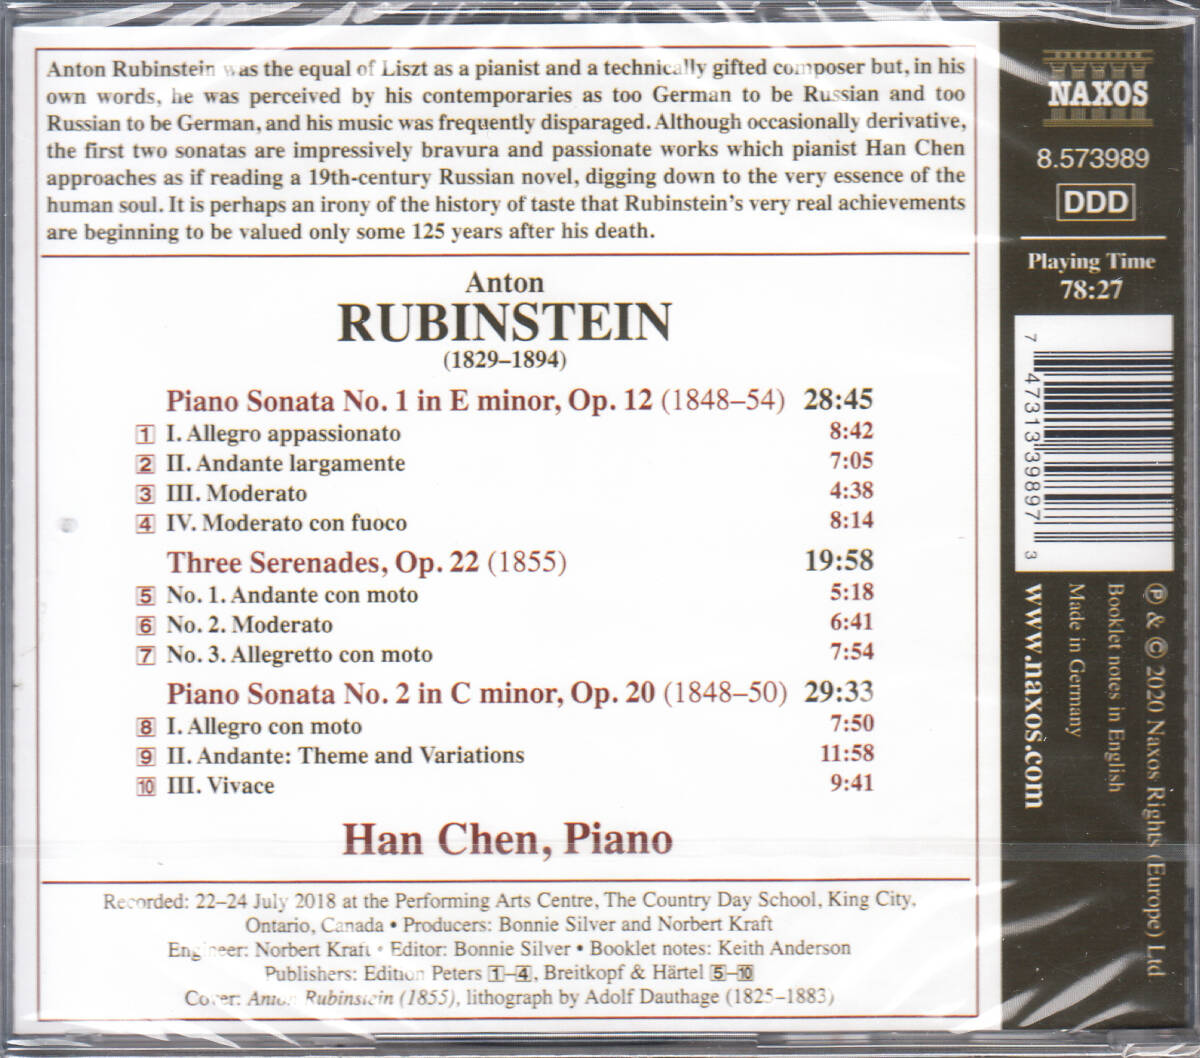 Anton Rubinstein was the equal of Liszt as a pianist and a technically gifted composer but, in his
own words, he was perceived by his contemporaries as too German to be Russian and too
Russian to be German, and his music was frequently disparaged. Although occasionally derivative,
the first two sonatas are impressively bravura and passionate works which pianist Han Chen
approaches as if reading a 19th-century Russian novel, digging down to the very essence of the
human soul. It is perhaps an irony of the history of taste that Rubinstein's very real achievements
are beginning to be valued only some 125 years after his death.
Anton
RUBINSTEIN
(1829–1894)
Piano Sonata No. 1 in E minor, Op. 12 (1848–54) 28:45
1 I. Allegro appassionato 8:42
2 II. Andante largamente 7:05
3 III. Moderato 4:38
4 IV. Moderato con fuoco 8:14
Three Serenades, Op. 22 (1855) 19:58
5 No. 1. Andante con moto 5:18
6 No. 2. Moderato 6:41
7 No. 3. Allegretto con moto 7:54
Piano Sonata No. 2 in C minor, Op. 20 (1848–50) 29:33
8 I. Allegro con moto 7:50
9 II. Andante: Theme and Variations 11:58
10 III. Vivace 9:41
Han Chen, Piano
Recorded: 22–24 July 2018 at the Performing Arts Centre, The Country Day School, King City,
Ontario, Canada • Producers: Bonnie Silver and Norbert Kraft
Engineer: Norbert Kraft • Editor: Bonnie Silver • Booklet notes: Keith Anderson
Publishers: Edition Peters 1–4, Breitkopf & Härtel 5–10
Cover: Anton Rubinstein (1855), lithograph by Adolf Dauthage (1825–1883)
NAXOS
8.573989
DDD
Playing Time
78:27
7 47313 39897 3
℗ & © 2020 Naxos Rights (Europe) Ltd
Booklet notes in English
Made in Germany
www.naxos.com